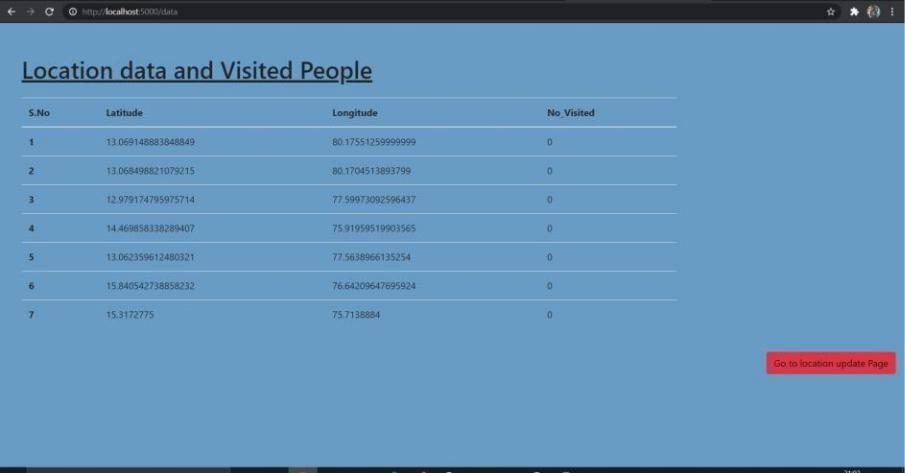 http://localhost:5000/data
Location data and Visited People
S.No Latitude Longitude No_Visited
1 13.069148883848849 80.17551259999999 0
2 13.068498821079215 80.1704513893799 0
3 12.979174795975714 77.59973092596437 0
4 14.469858338289407 75.91959519903565 0
5 13.062359612480321 77.5638966135254 0
6 15.840542738858232 76.64209647695924 0
7 15.3172775 75.7138884 0
Go to location update Page